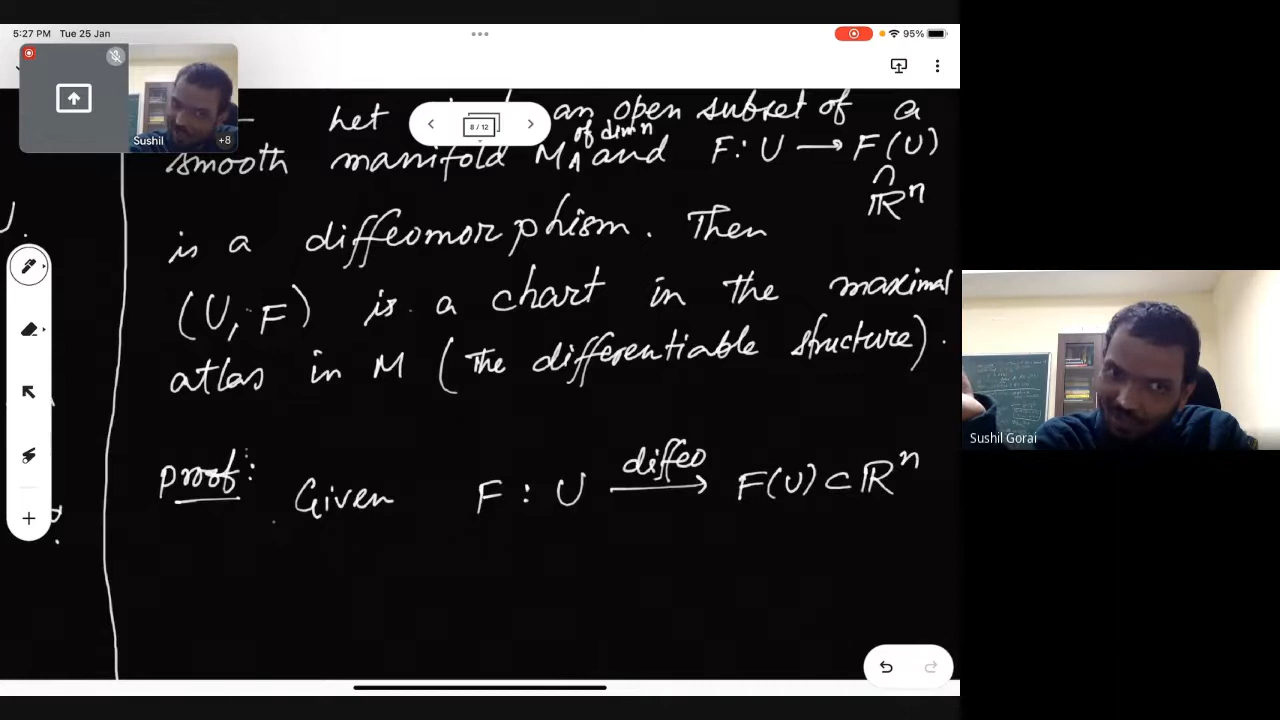 5:27 PM Tue 25 Jan
95%
Sushil
+8
8 / 12
Let an open subset of a
smooth manifold M of dim n and F : U → F(U)
∩
ℝⁿ
is a diffeomorphism. Then
(U, F) is a chart in the maximal
atlas in M (The differentiable structure).
Proof: Given F : U diffeo → F(U) ⊂ ℝⁿ
Sushil Gorai